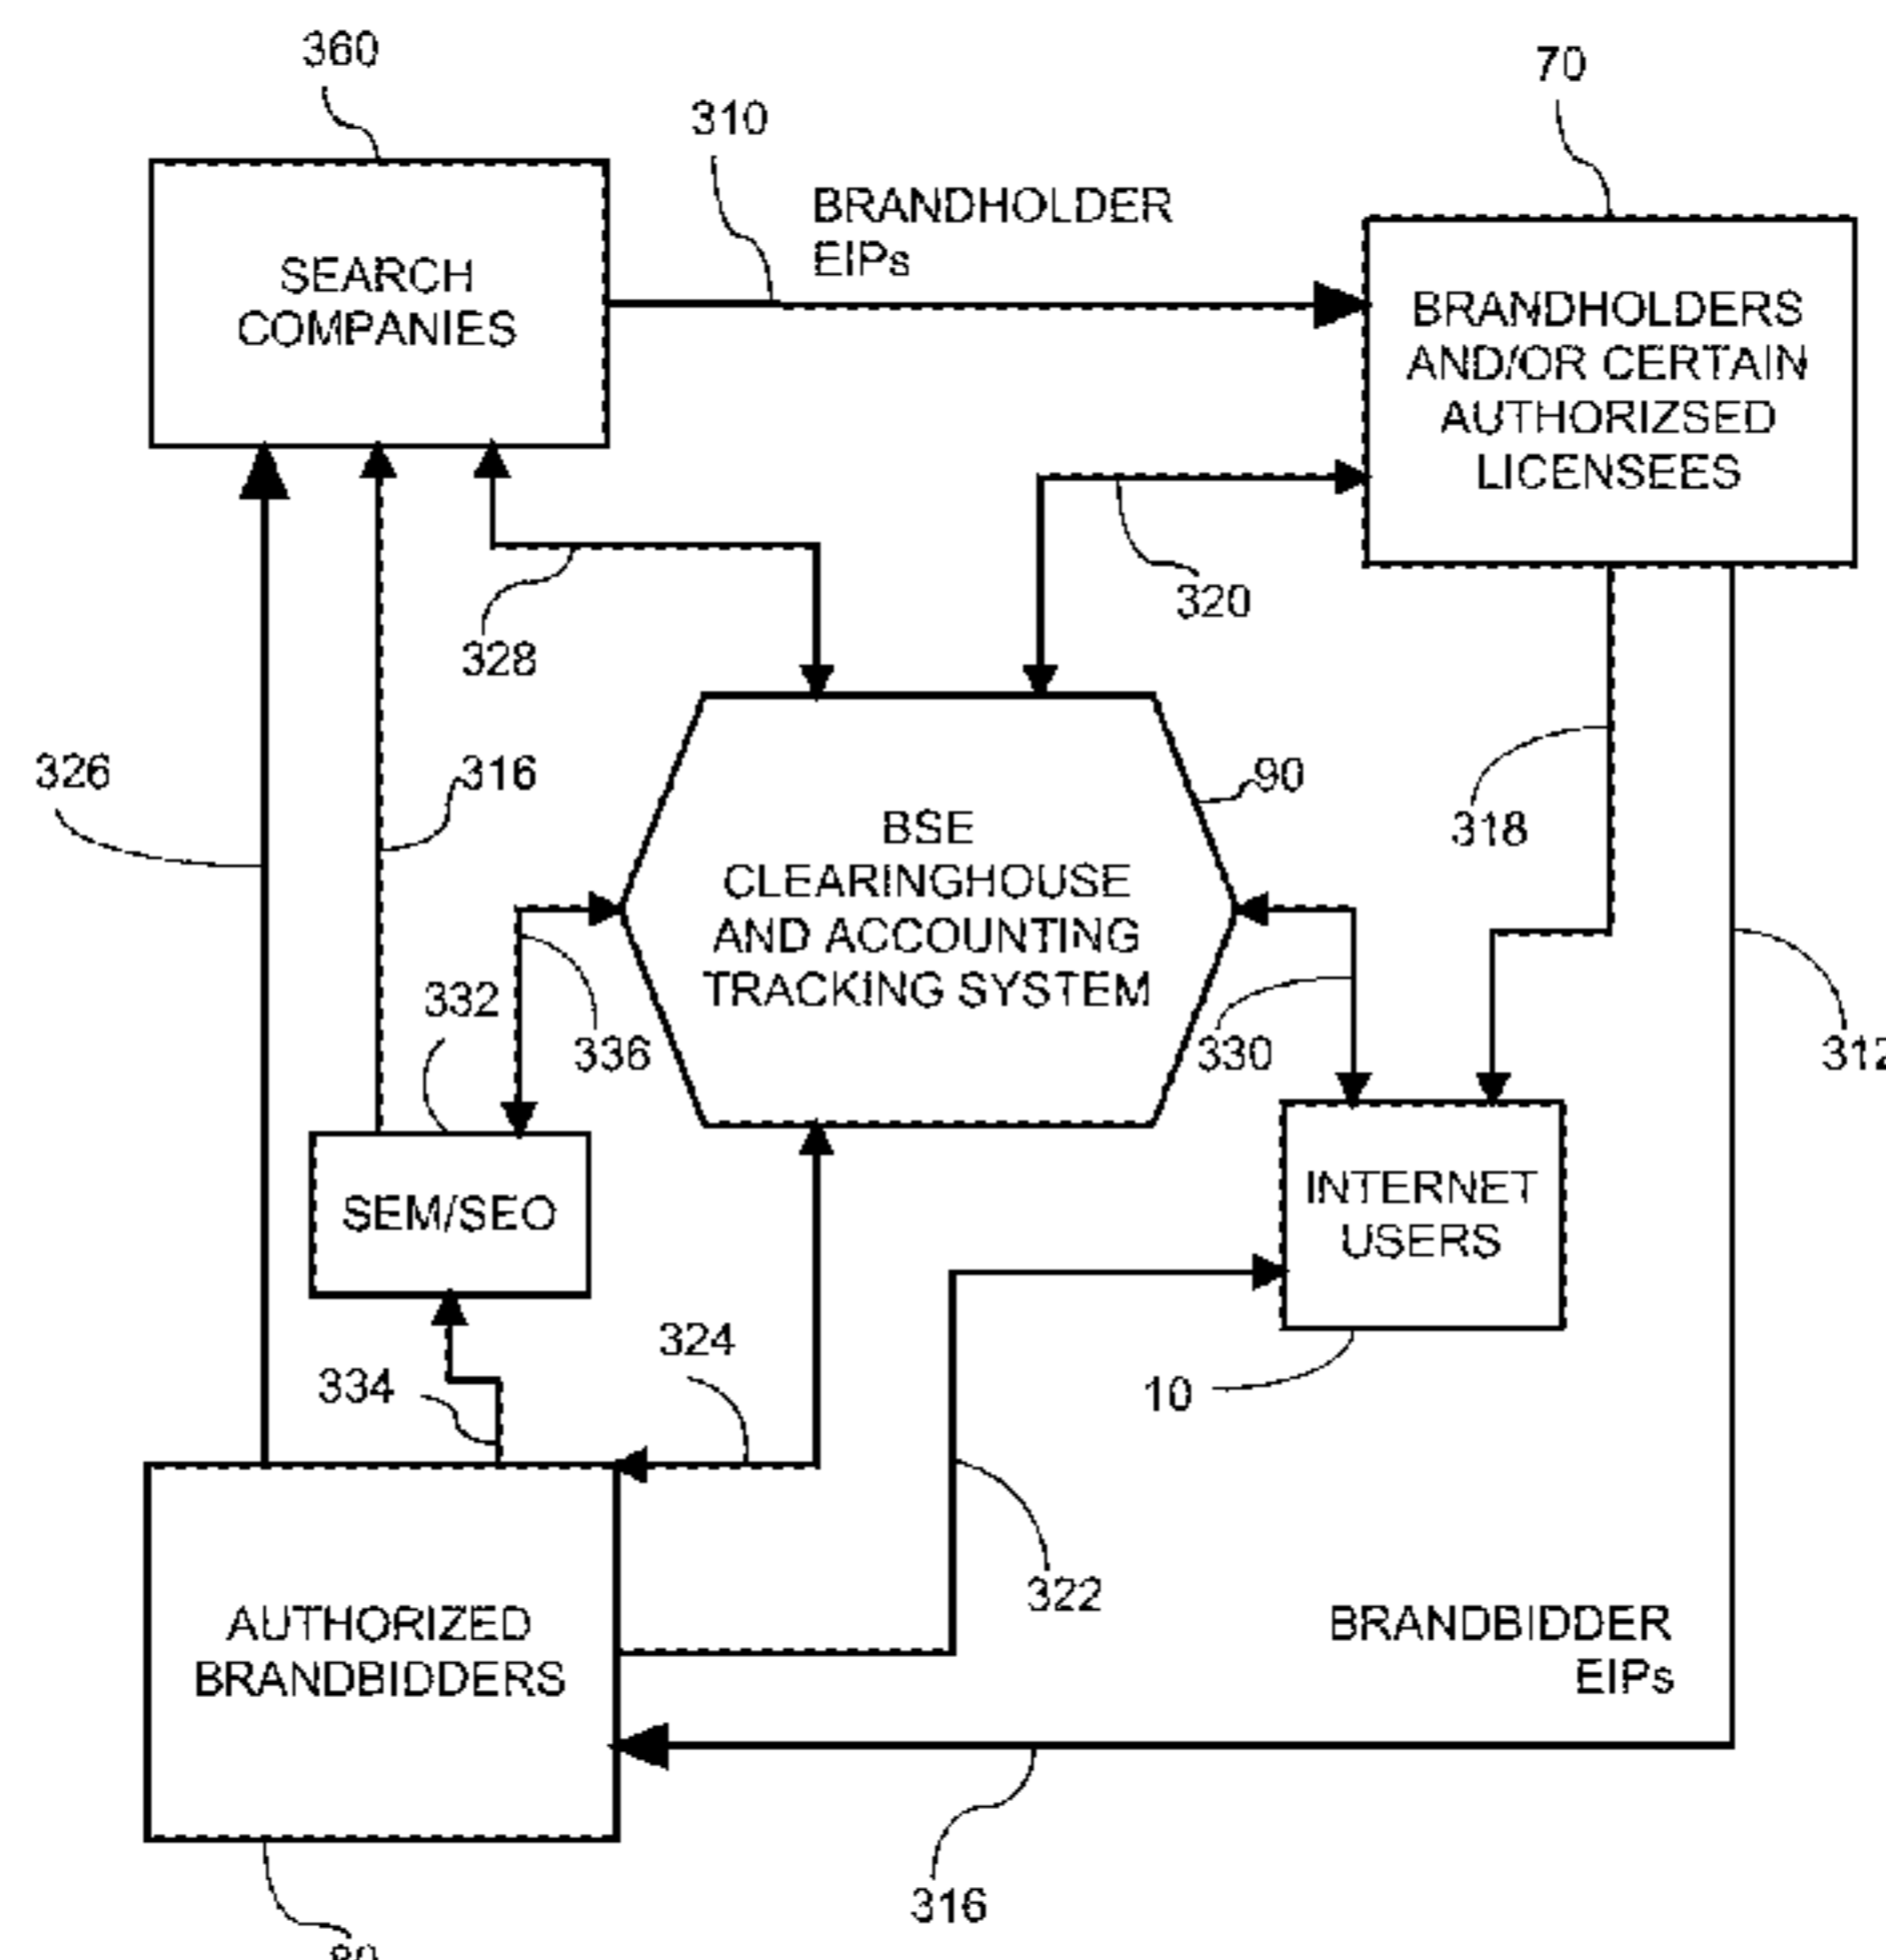 360
70
310
BRANDHOLDER
EIPs
SEARCH
COMPANIES
BRANDHOLDERS
AND/OR CERTAIN
AUTHORIZSED
LICENSEES
320
328
326
316
90
318
BSE
CLEARINGHOUSE
AND ACCOUNTING
TRACKING SYSTEM
332
336
330
312
SEM/SEO
INTERNET
USERS
324
334
10
322
AUTHORIZED
BRANDBIDDERS
BRANDBIDDER
EIPs
316
80